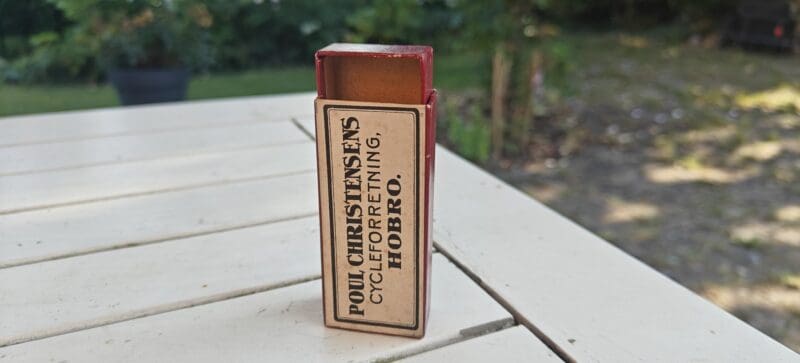 POUL CHRISTENSENS
CYCLEFORRETNING,
HOBRO.